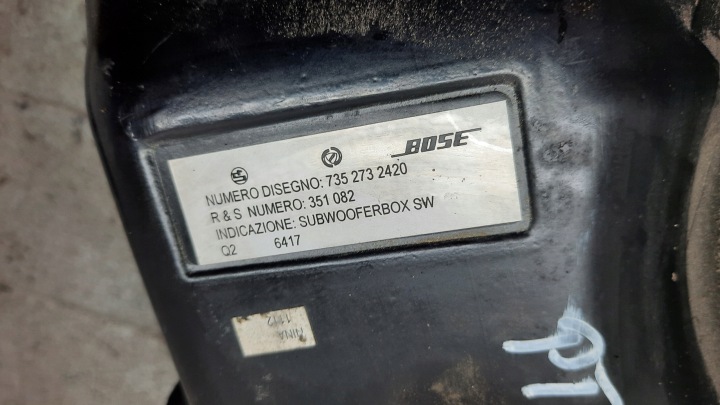 BOSE
NUMERO DISEGNO: 735 273 2420
R & S NUMERO: 351 082
INDICAZIONE: SUBWOOFERBOX SW
Q2 6417